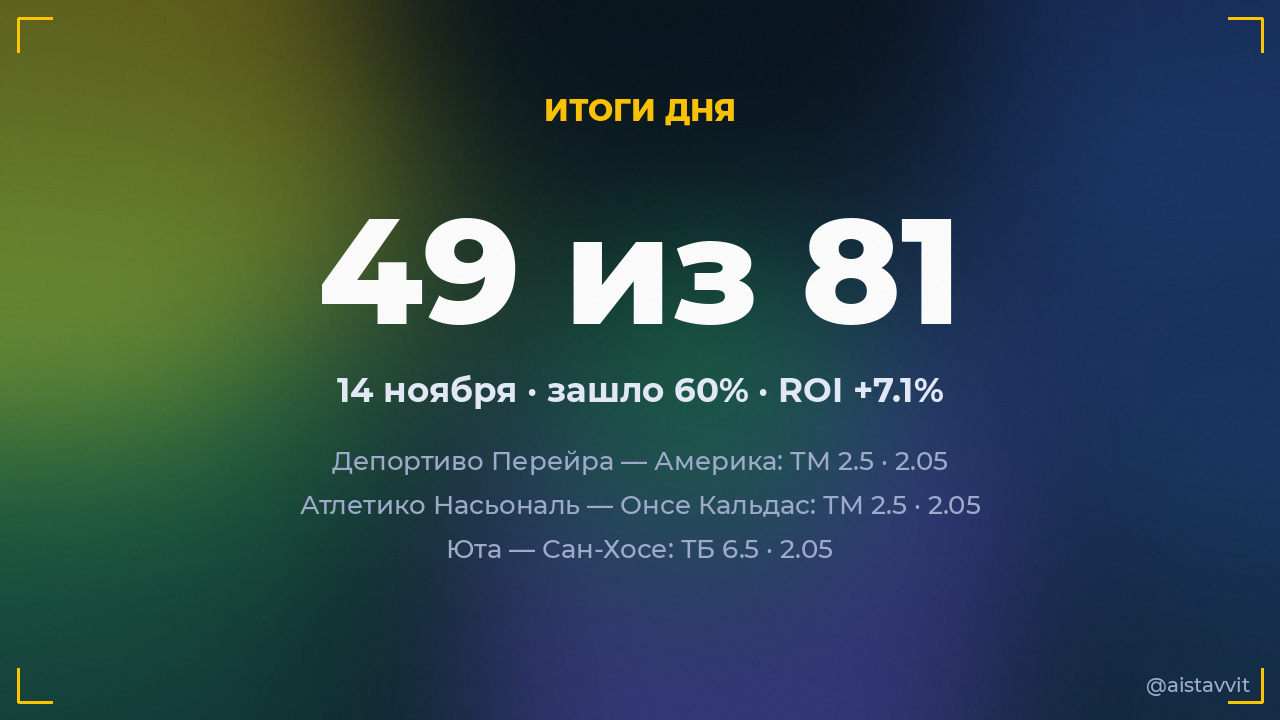 ИТОГИ ДНЯ
49 из 81
14 ноября · зашло 60% · ROI +7.1%
Депортиво Перейра — Америка: ТМ 2.5 · 2.05
Атлетико Насьональ — Онсе Кальдас: ТМ 2.5 · 2.05
Юта — Сан-Хосе: ТБ 6.5 · 2.05
@aistavvit